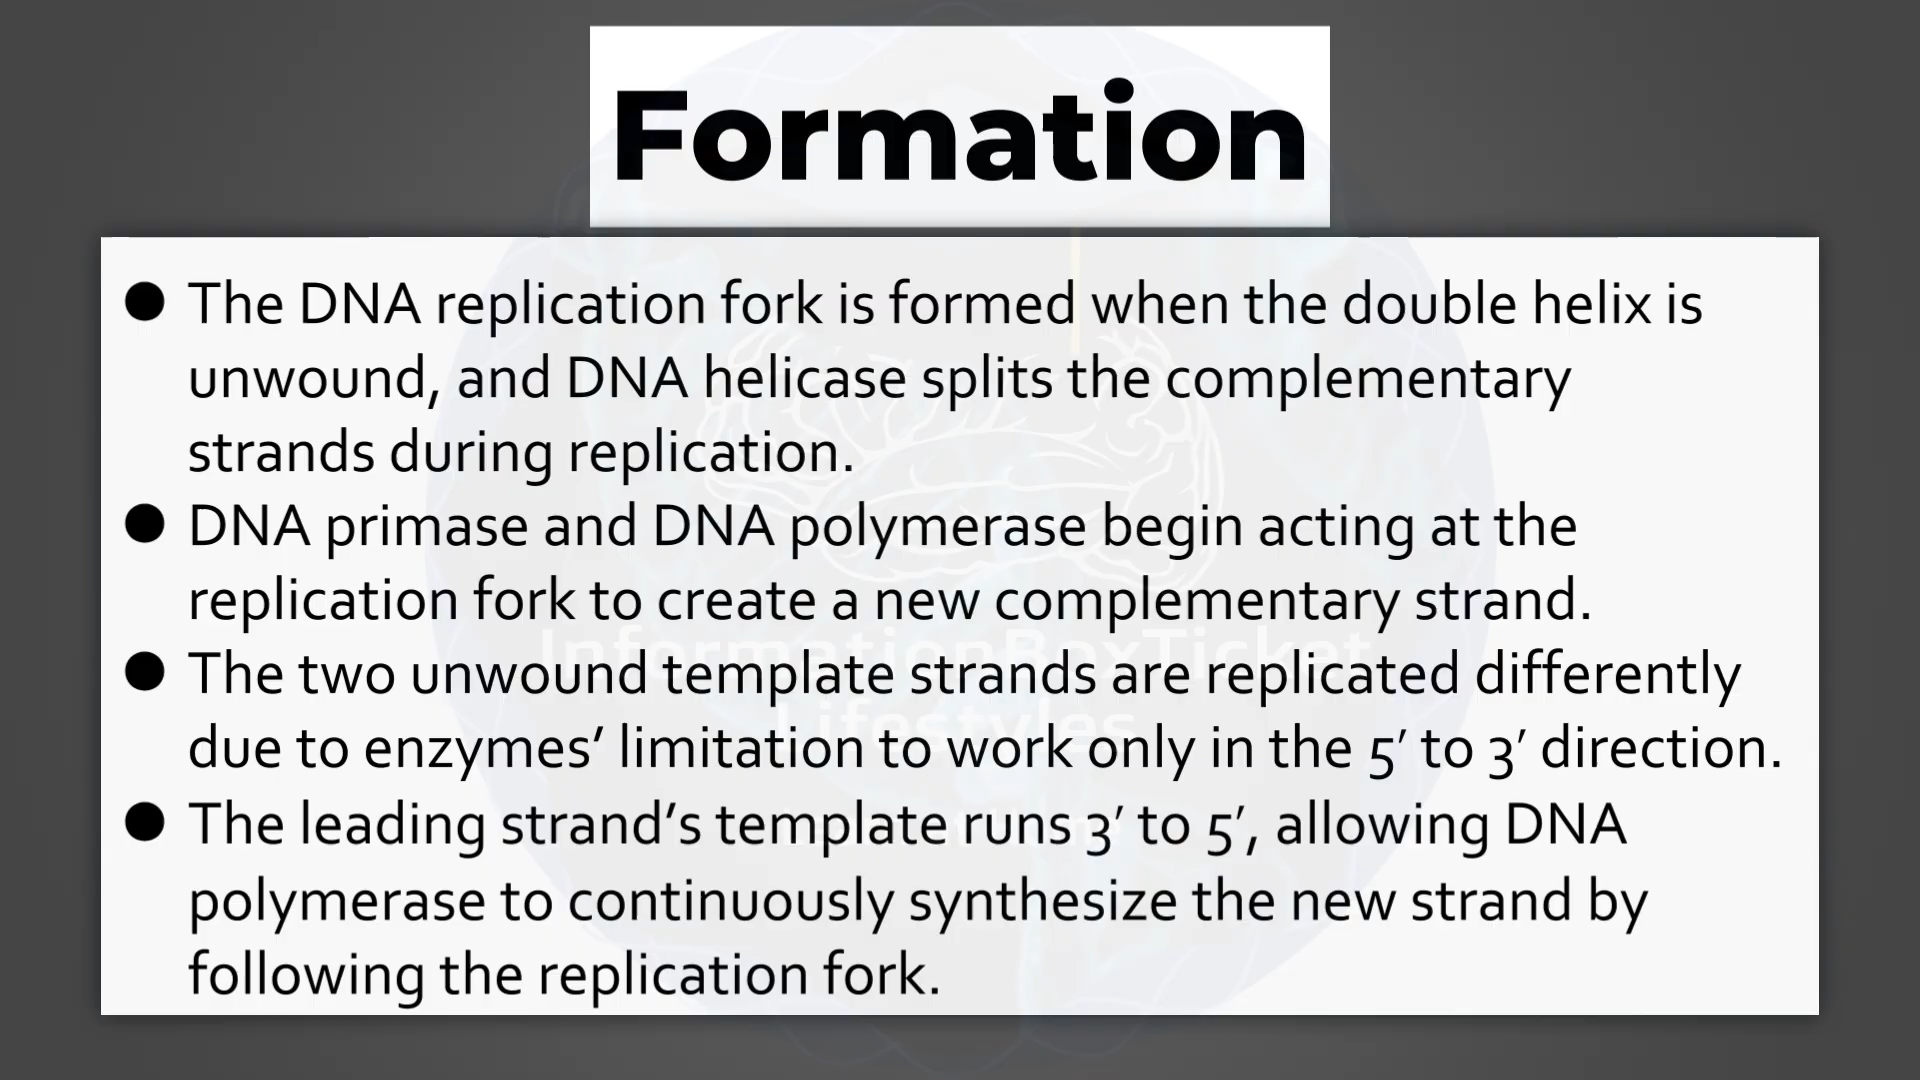 Formation
● The DNA replication fork is formed when the double helix is
unwound, and DNA helicase splits the complementary
strands during replication.
● DNA primase and DNA polymerase begin acting at the
replication fork to create a new complementary strand.
InformationBoxTicket
● The two unwound template strands are replicated differently
Lifestyles
due to enzymes’ limitation to work only in the 5′ to 3′ direction.
● The leading strand’s template runs 3′ to 5′, allowing DNA
polymerase to continuously synthesize the new strand by
following the replication fork.